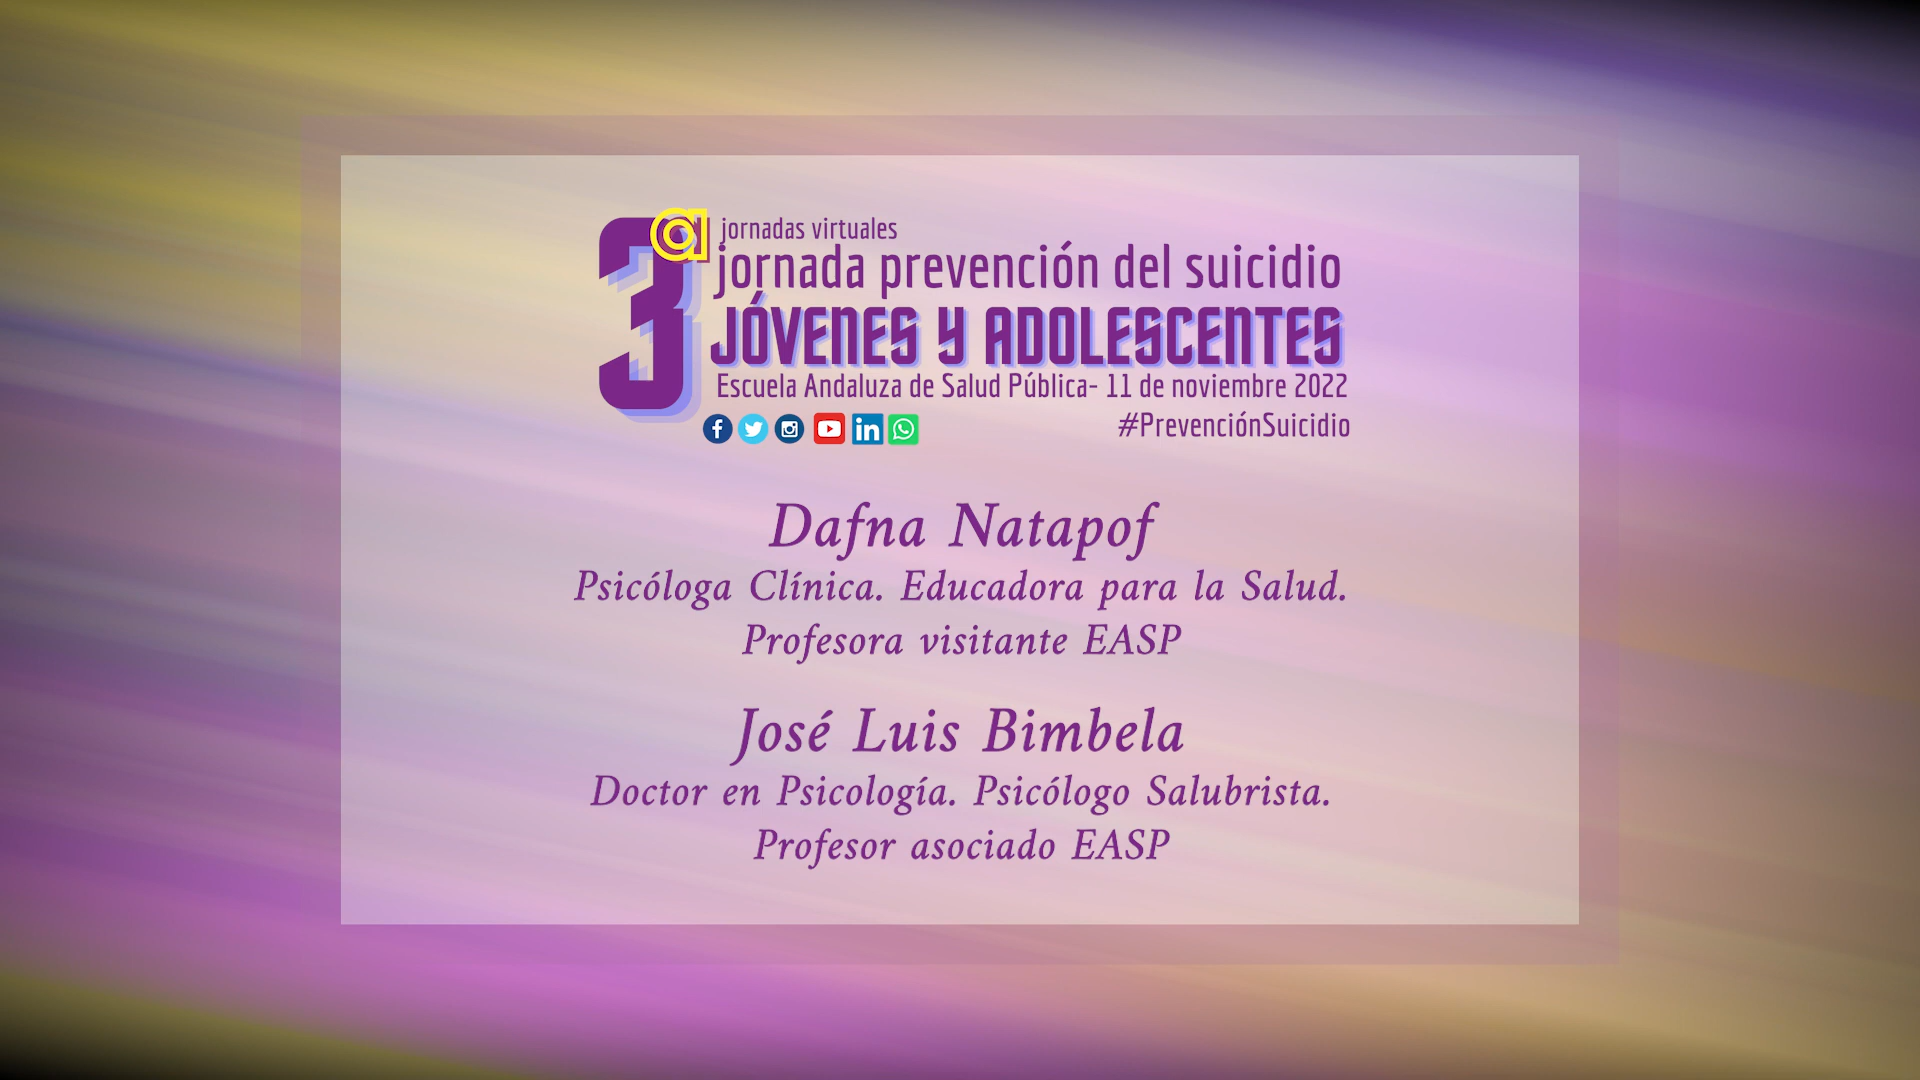 3ª
jornadas virtuales
jornada prevención del suicidio
JÓVENES Y ADOLESCENTES
Escuela Andaluza de Salud Pública- 11 de noviembre 2022
#PrevenciónSuicidio
Dafna Natapof
Psicóloga Clínica. Educadora para la Salud.
Profesora visitante EASP
José Luis Bimbela
Doctor en Psicología. Psicólogo Salubrista.
Profesor asociado EASP